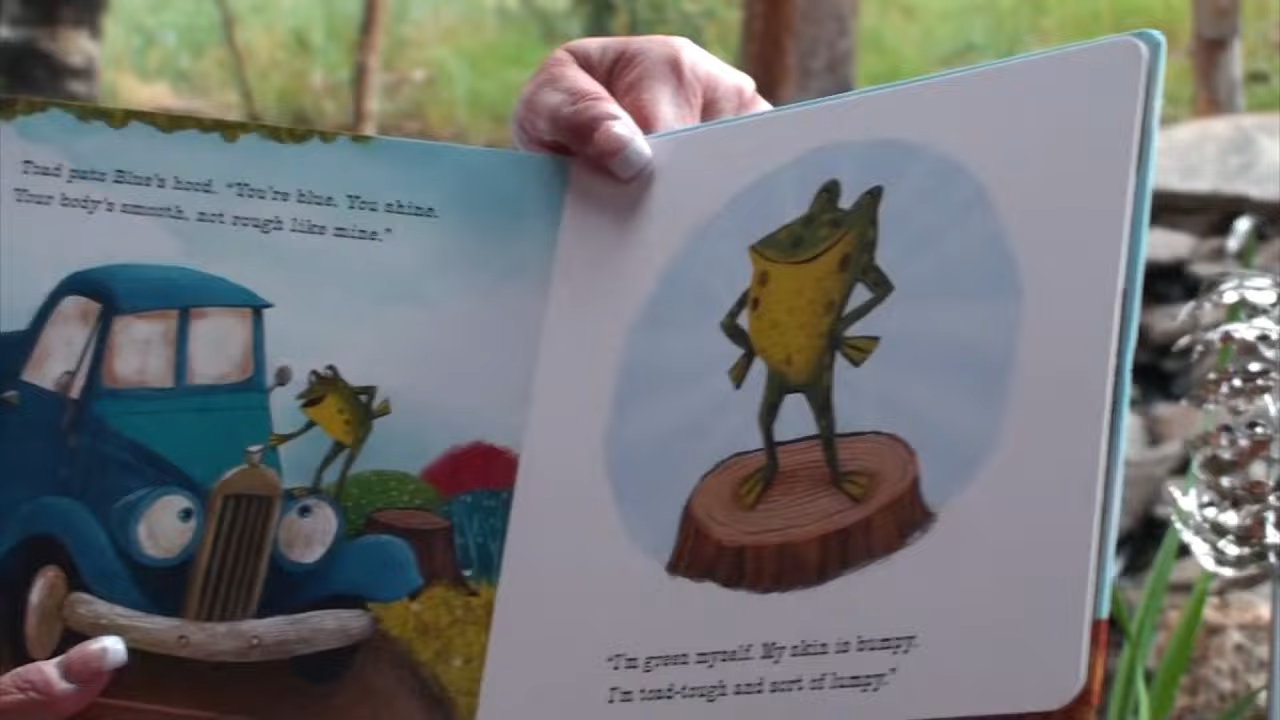 Toad pats Blue's hood. "You're blue. You shine.
Your body's smooth, not rough like mine."
"I'm green myself. My skin is bumpy.
I'm toad-tough and sort of lumpy."